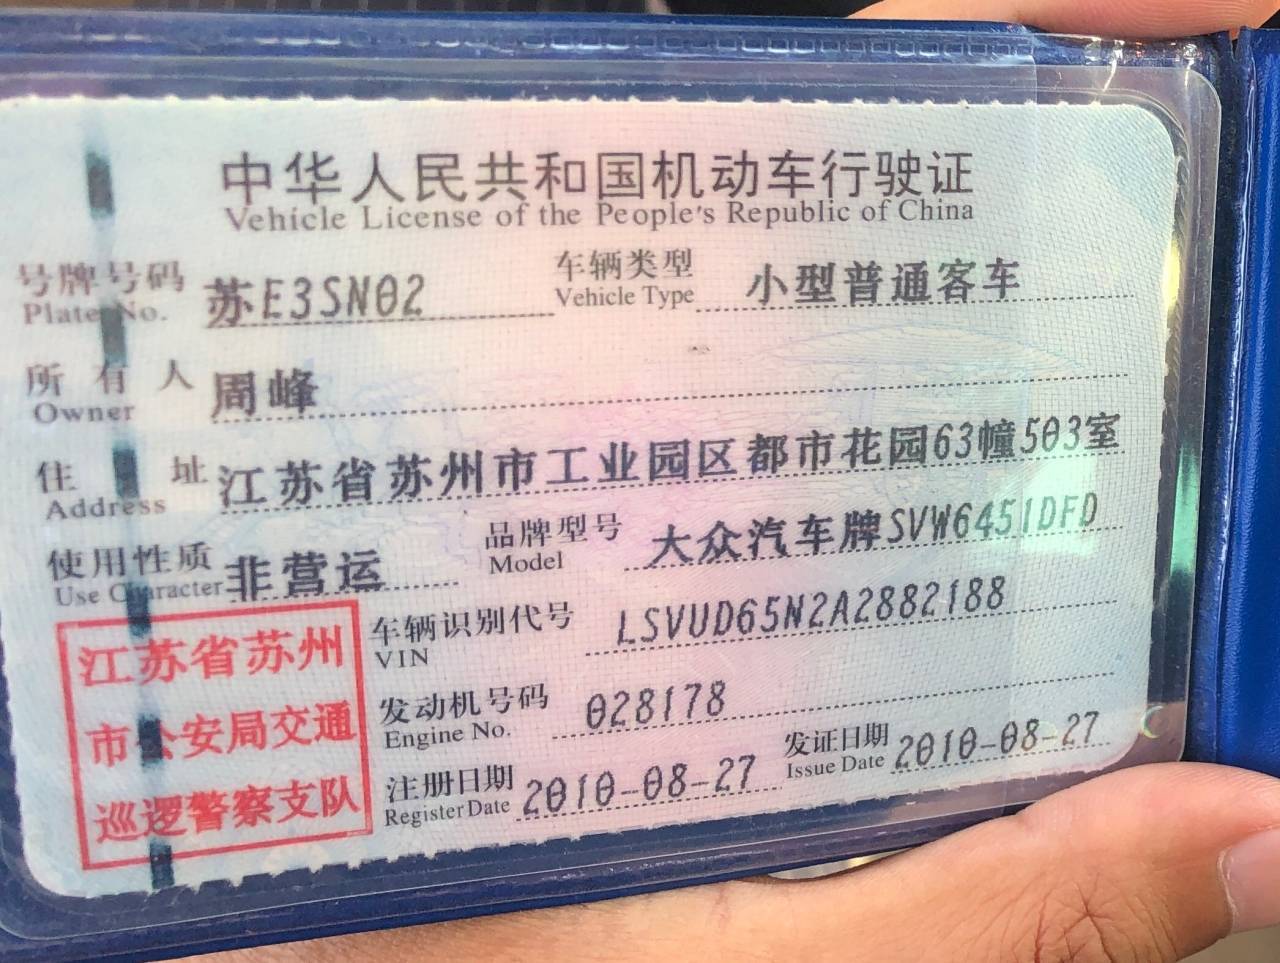 中华人民共和国机动车行驶证
Vehicle License of the People's Republic of China
号牌号码 苏E3SN02 车辆类型 小型普通客车
Plate No. Vehicle Type
所有人 周峰
Owner
住址 江苏省苏州市工业园区都市花园63幢503室
Address
使用性质 非营运 品牌型号 大众汽车牌SVW6451DFD
Use Character Model
江苏省苏州
市公安局交通
巡逻警察支队
车辆识别代号 LSVUD65N2A2882188
VIN
发动机号码 028178
Engine No.
注册日期 2010-08-27 发证日期 2010-08-27
Register Date Issue Date